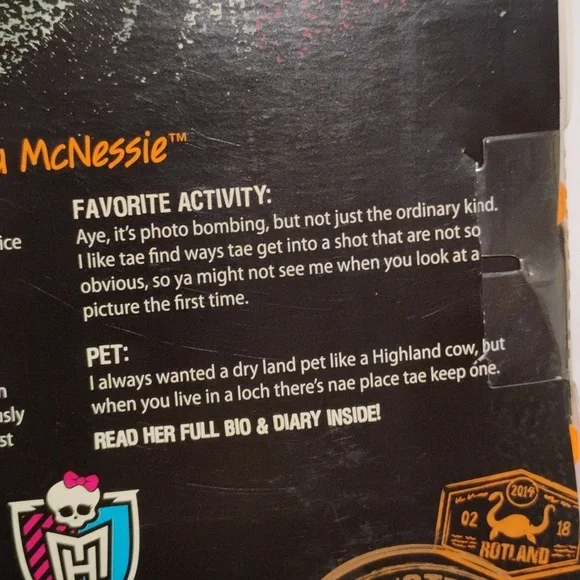 McNessie™
FAVORITE ACTIVITY:
Aye, it's photo bombing, but not just the ordinary kind.
I like tae find ways tae get into a shot that are not so
obvious, so ya might not see me when you look at a
picture the first time.
PET:
I always wanted a dry land pet like a Highland cow, but
when you live in a loch there's nae place tae keep one.
READ HER FULL BIO & DIARY INSIDE!
H
2014
02 18
ROTLAND